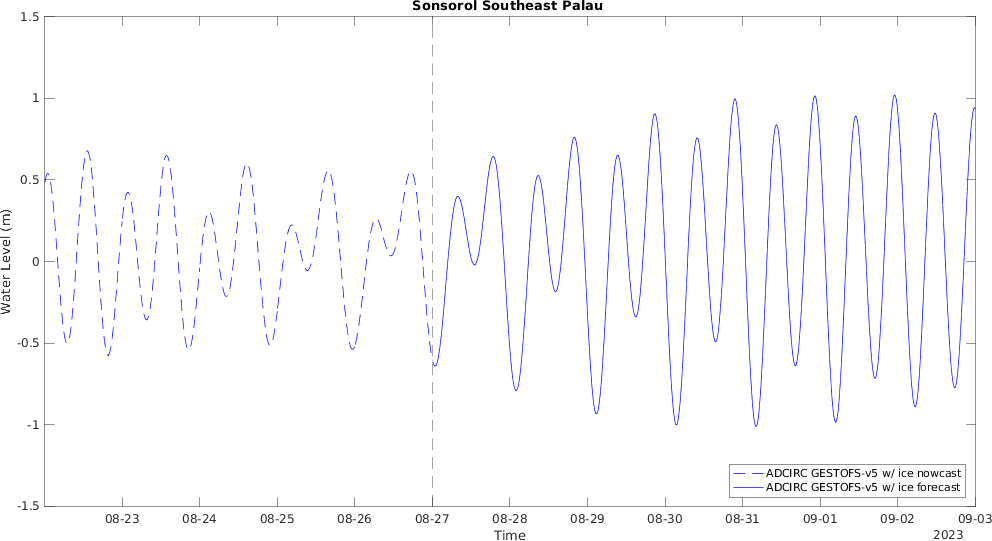 Sonsorol Southeast Palau
1.5
1
0.5
0
-0.5
-1
-1.5
Water Level (m)
ADCIRC GESTOFS-v5 w/ ice nowcast
ADCIRC GESTOFS-v5 w/ ice forecast
08-23 08-24 08-25 08-26 08-27 08-28 08-29 08-30 08-31 09-01 09-02 09-03
Time
2023